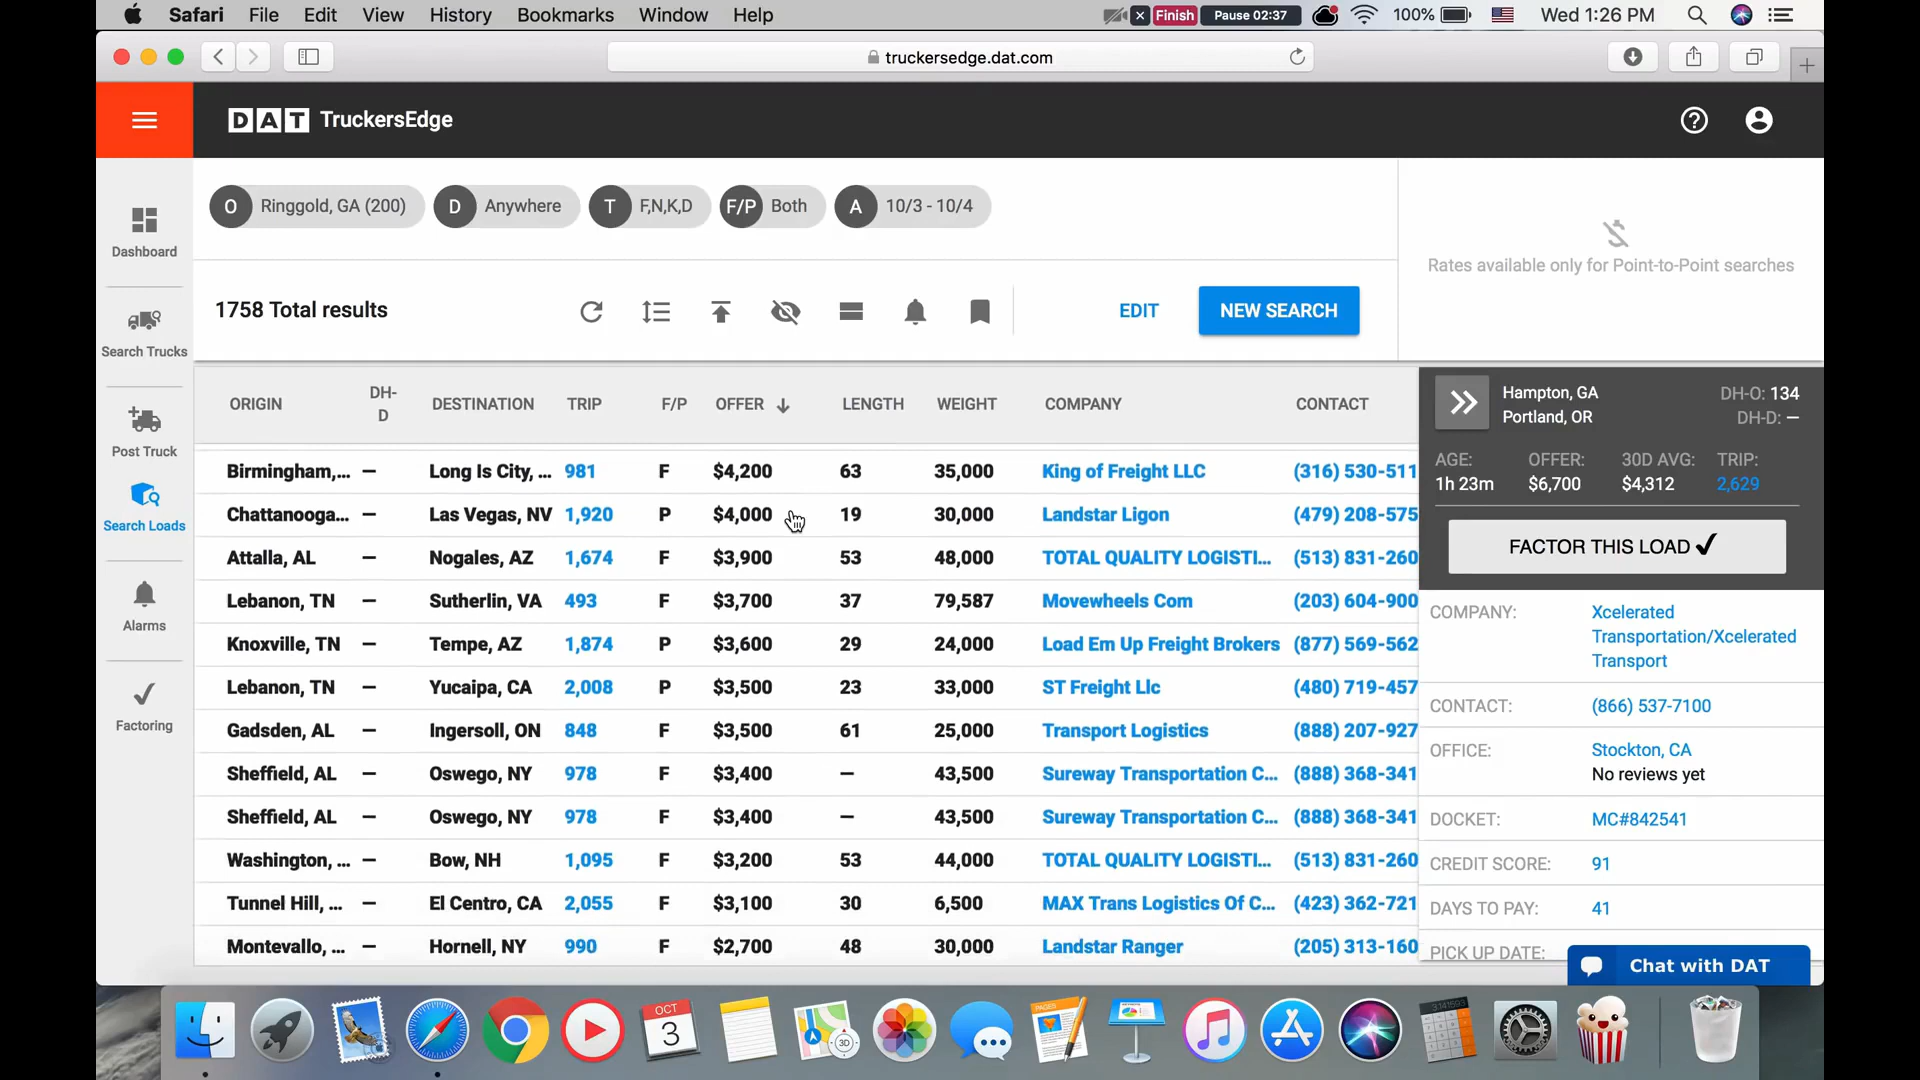 Safari File Edit View History Bookmarks Window Help Finish Pause 02:37 100% Wed 1:26 PM
truckersedge.dat.com
DAT TruckersEdge
O Ringgold, GA (200) D Anywhere T F,N,K,D F/P Both A 10/3 - 10/4
Rates available only for Point-to-Point searches
1758 Total results EDIT NEW SEARCH
Dashboard
Search Trucks
Post Truck
Search Loads
Alarms
Factoring
ORIGIN DH-D DESTINATION TRIP F/P OFFER LENGTH WEIGHT COMPANY CONTACT
Birmingham,... – Long Is City, ... 981 F $4,200 63 35,000 King of Freight LLC (316) 530-511
Chattanooga... – Las Vegas, NV 1,920 P $4,000 19 30,000 Landstar Ligon (479) 208-575
Attalla, AL – Nogales, AZ 1,674 F $3,900 53 48,000 TOTAL QUALITY LOGISTI... (513) 831-260
Lebanon, TN – Sutherlin, VA 493 F $3,700 37 79,587 Movewheels Com (203) 604-900
Knoxville, TN – Tempe, AZ 1,874 P $3,600 29 24,000 Load Em Up Freight Brokers (877) 569-562
Lebanon, TN – Yucaipa, CA 2,008 P $3,500 23 33,000 ST Freight Llc (480) 719-457
Gadsden, AL – Ingersoll, ON 848 F $3,500 61 25,000 Transport Logistics (888) 207-927
Sheffield, AL – Oswego, NY 978 F $3,400 – 43,500 Sureway Transportation C... (888) 368-341
Sheffield, AL – Oswego, NY 978 F $3,400 – 43,500 Sureway Transportation C... (888) 368-341
Washington, ... – Bow, NH 1,095 F $3,200 53 44,000 TOTAL QUALITY LOGISTI... (513) 831-260
Tunnel Hill, ... – El Centro, CA 2,055 F $3,100 30 6,500 MAX Trans Logistics Of C... (423) 362-721
Montevallo, ... – Hornell, NY 990 F $2,700 48 30,000 Landstar Ranger (205) 313-160
Hampton, GA DH-O: 134
Portland, OR DH-D: –
AGE: OFFER: 30D AVG: TRIP:
1h 23m $6,700 $4,312 2,629
FACTOR THIS LOAD
COMPANY: Xcelerated
Transportation/Xcelerated
Transport
CONTACT: (866) 537-7100
OFFICE: Stockton, CA
No reviews yet
DOCKET: MC#842541
CREDIT SCORE: 91
DAYS TO PAY: 41
PICK UP DATE:
Chat with DAT
OCT
3
3D
PAGES
3.141593